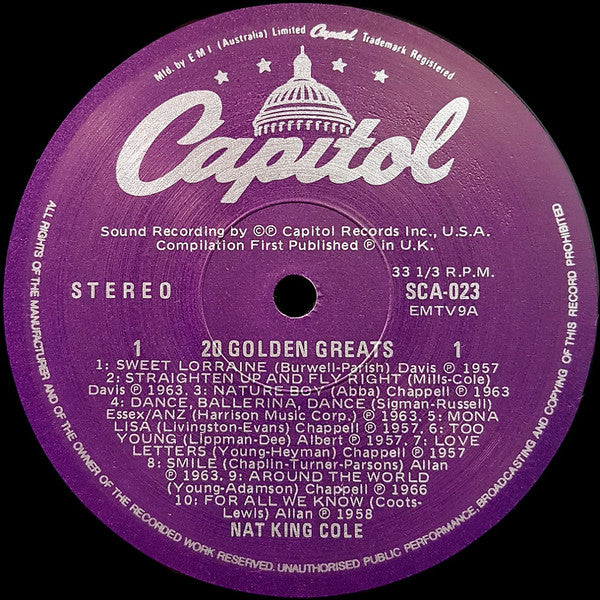 Mfd. by E M I (Australia) Limited Capitol Trademark Registered
Capitol
Sound Recording by ©℗ Capitol Records Inc., U.S.A.
Compilation First Published ℗ in U.K.
33 1/3 R.P.M.
STEREO SCA-023
EMTV9A
1 20 GOLDEN GREATS 1
1: SWEET LORRAINE (Burwell-Parish) Davis ℗ 1957
2: STRAIGHTEN UP AND FLY RIGHT (Mills-Cole)
Davis ℗ 1963. 3: NATURE BOY (Abba) Chappell ℗ 1963
4: DANCE, BALLERINA, DANCE (Sigman-Russell)
Essex/ANZ (Harrison Music Corp.) ℗ 1963. 5: MONA
LISA (Livingston-Evans) Chappell ℗ 1957. 6: TOO
YOUNG (Lippman-Dee) Albert ℗ 1957. 7: LOVE
LETTERS (Young-Heyman) Chappell ℗ 1957
8: SMILE (Chaplin-Turner-Parsons) Allan
℗ 1963. 9: AROUND THE WORLD
(Young-Adamson) Chappell ℗ 1966
10: FOR ALL WE KNOW (Coots-
Lewis) Allan ℗ 1958
NAT KING COLE
ALL RIGHTS OF THE MANUFACTURER AND OF THE OWNER OF THE RECORDED WORK RESERVED. UNAUTHORISED PUBLIC PERFORMANCE, BROADCASTING AND COPYING OF THIS RECORD PROHIBITED